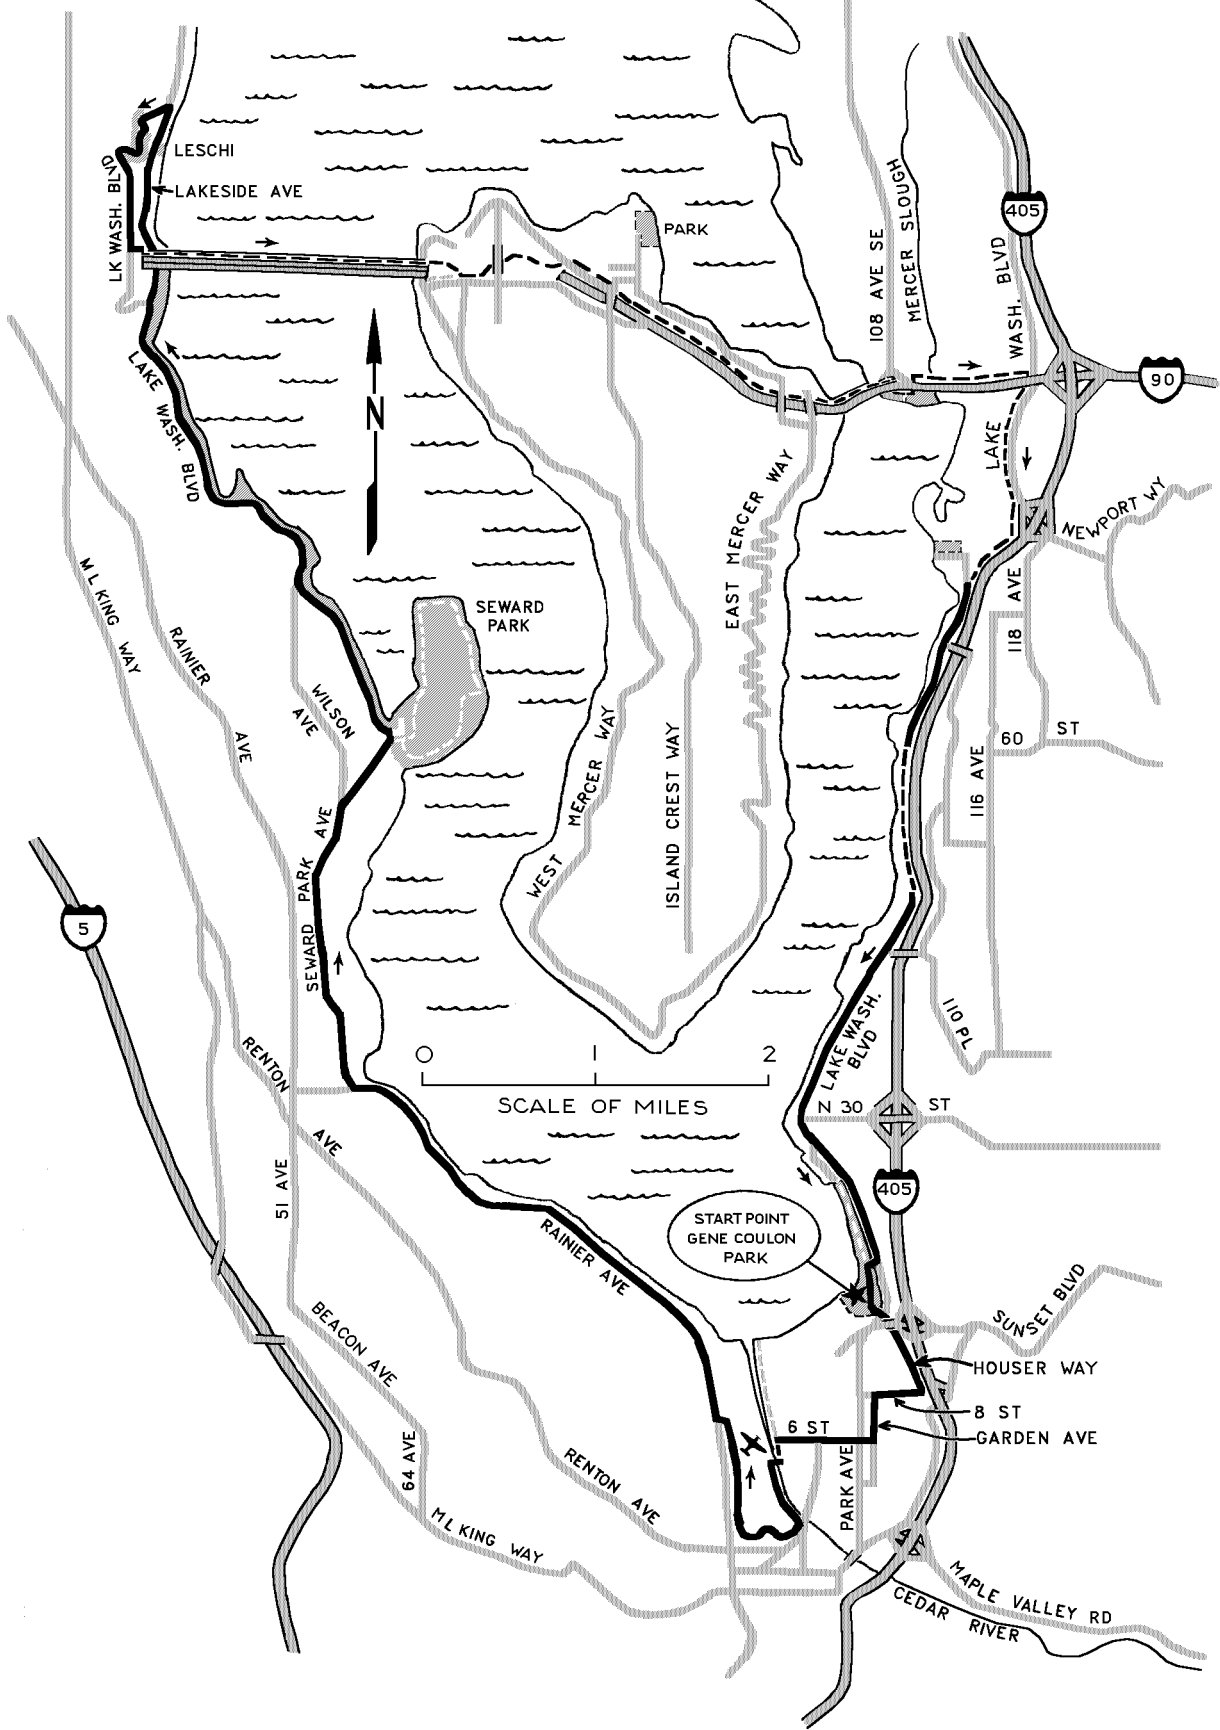 LESCHI
LK WASH. BLVD
LAKESIDE AVE
PARK
405
108 AVE SE
MERCER SLOUGH
LAKE WASH. BLVD
90
N
LAKE WASH. BLVD
EAST MERCER WAY
NEWPORT WY
M L KING WAY
RAINIER AVE
SEWARD
PARK
118 AVE
WILSON
AVE
WEST MERCER WAY
ISLAND CREST WAY
60 ST
116 AVE
SEWARD PARK AVE
5
LAKE WASH.
BLVD
110 PL
RENTON AVE
0 1 2
SCALE OF MILES
N 30 ST
51 AVE
405
START POINT
GENE COULON
PARK
RAINIER AVE
SUNSET BLVD
BEACON AVE
HOUSER WAY
8 ST
6 ST
GARDEN AVE
64 AVE
RENTON AVE
PARK AVE
M L KING WAY
MAPLE VALLEY RD
CEDAR RIVER